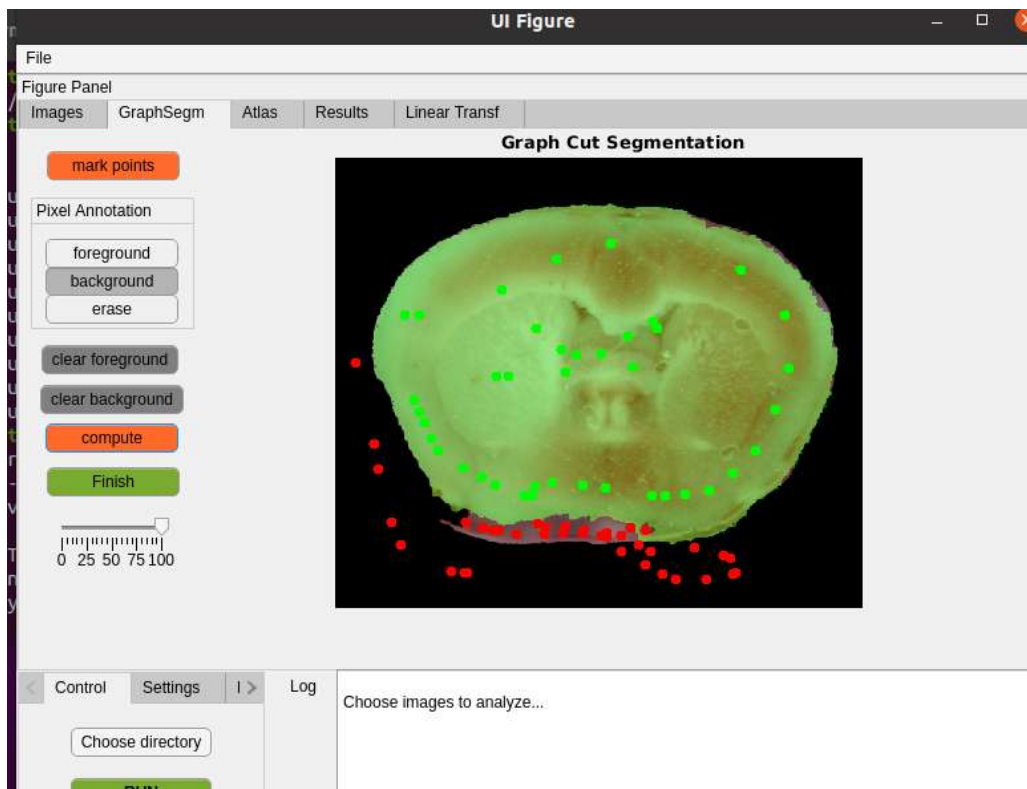 UI Figure
File
Figure Panel
Images GraphSegm Atlas Results Linear Transf
Graph Cut Segmentation
mark points
Pixel Annotation
foreground
background
erase
clear foreground
clear background
compute
Finish
0 25 50 75 100
Control Settings
Log
Choose images to analyze...
Choose directory
RUN